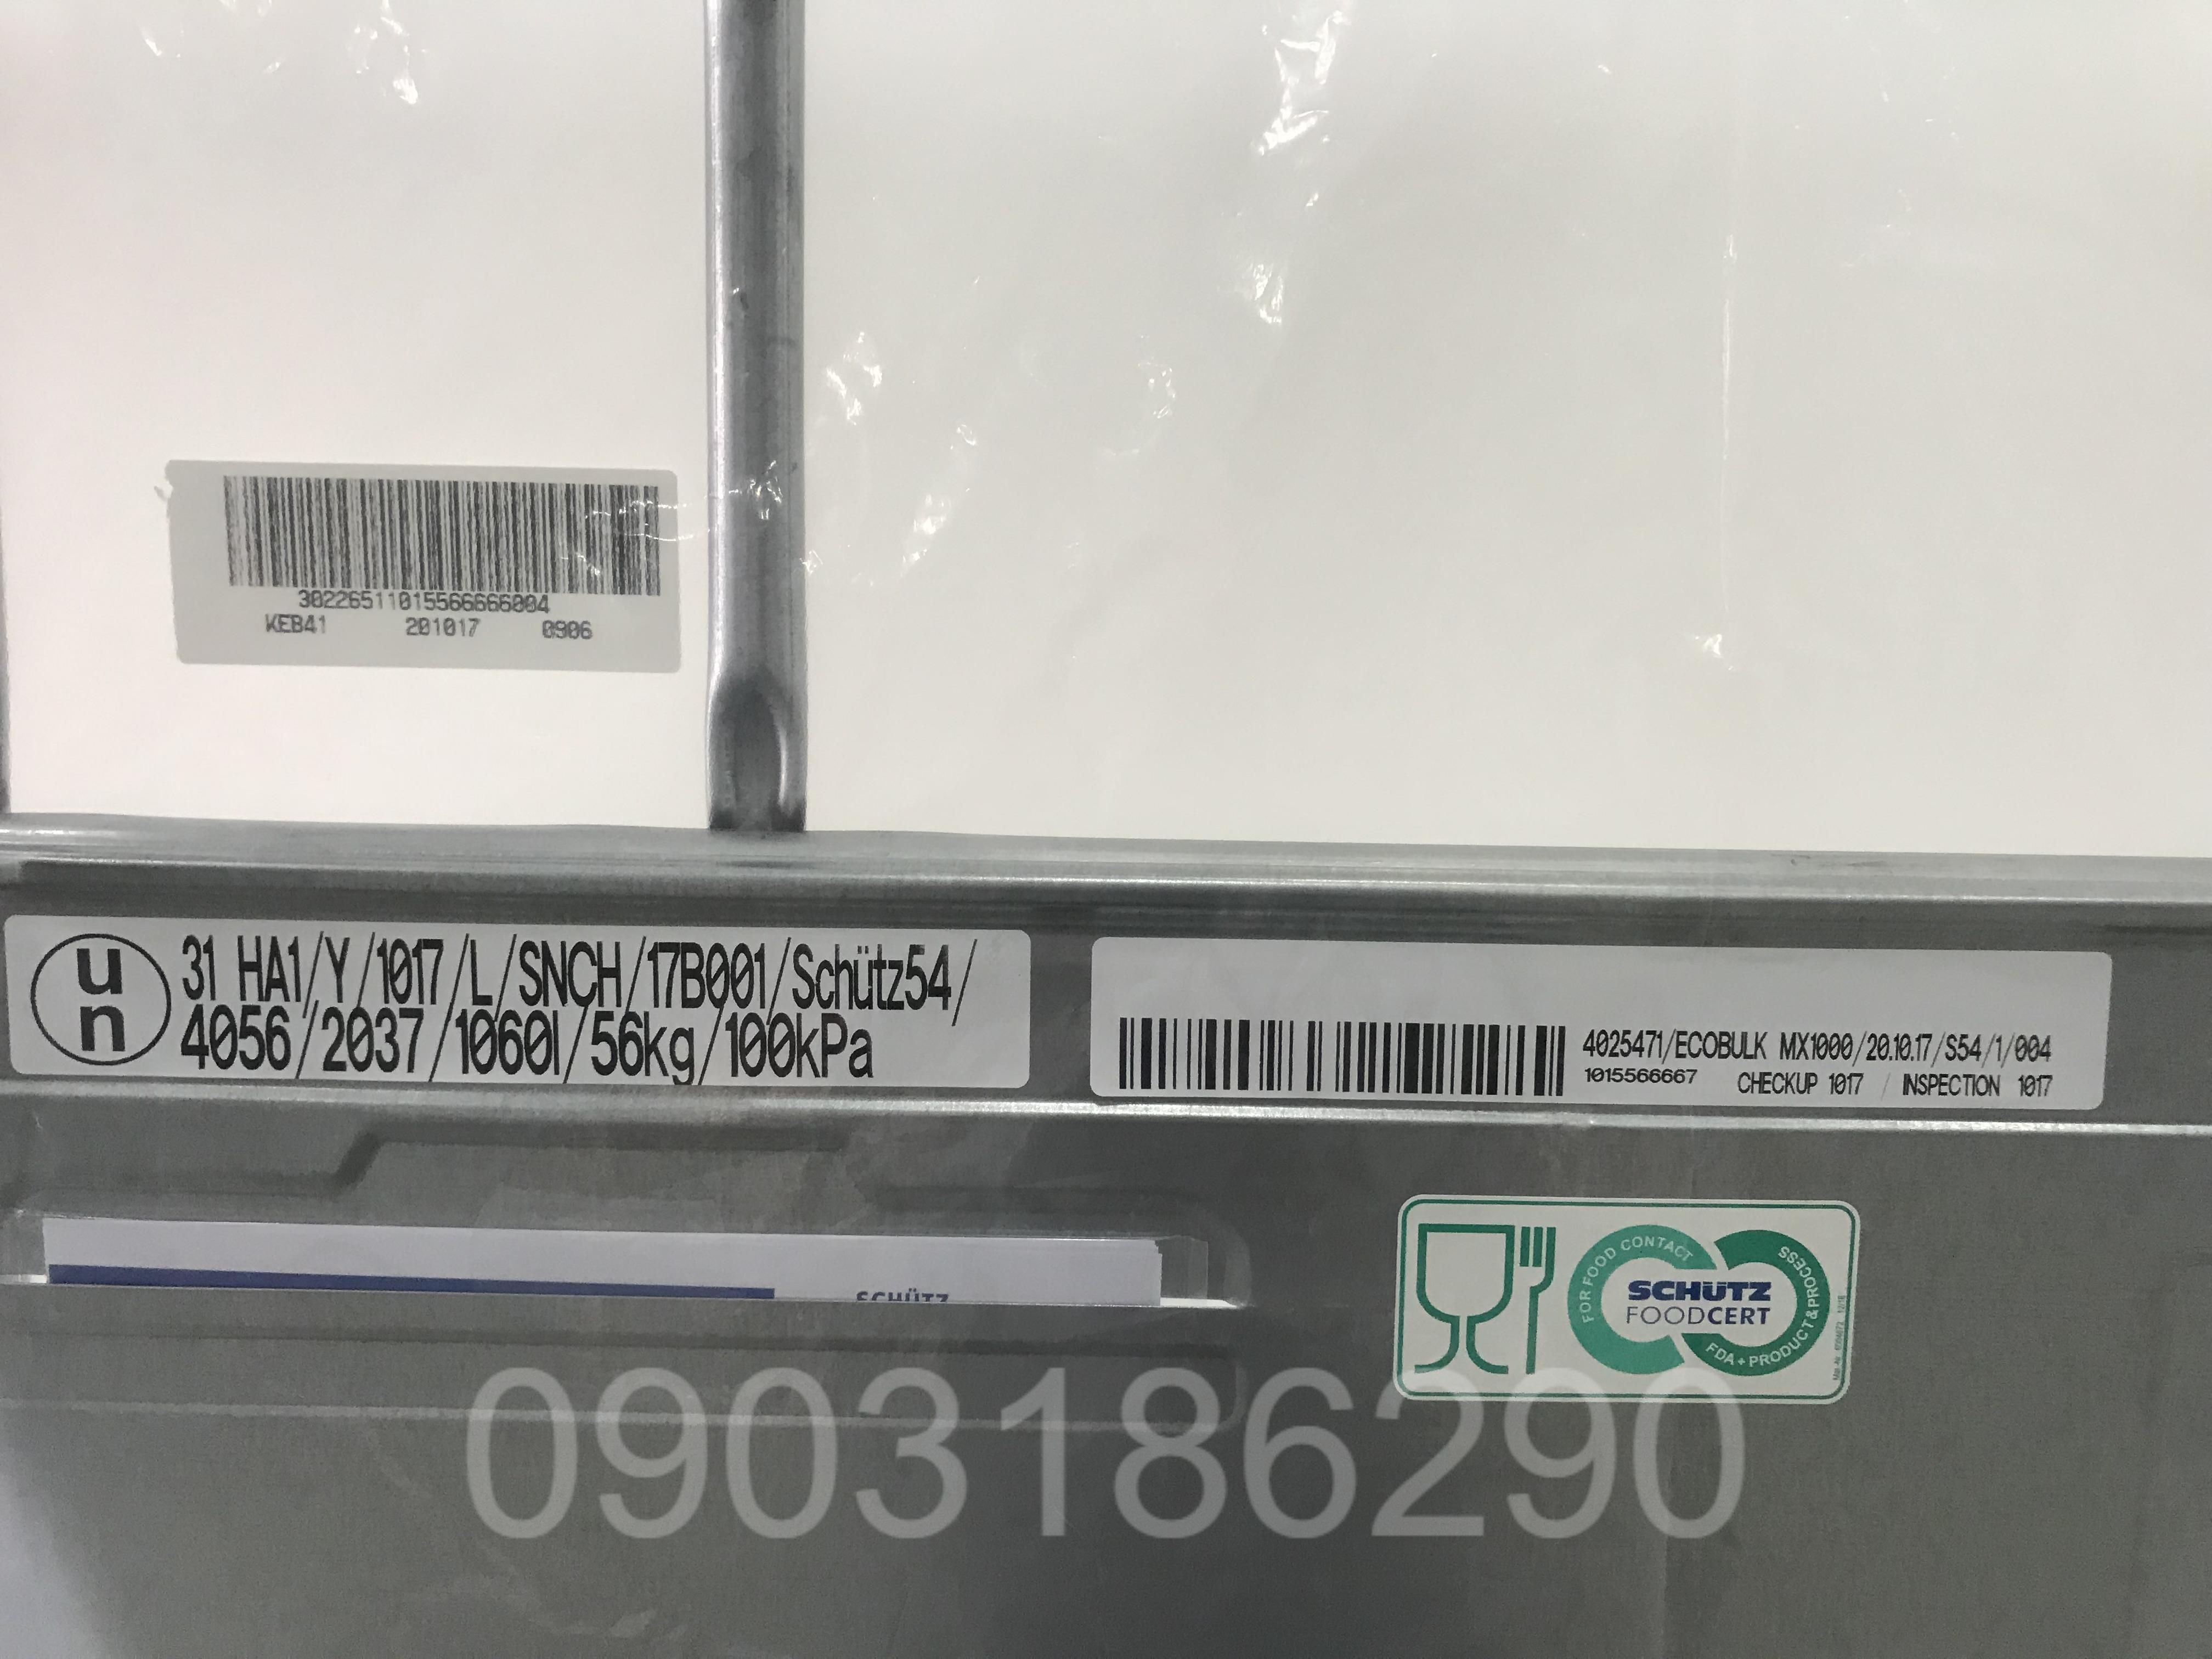 302265110155666666004
KEB41 201017 0906
un
31 HA1/Y/1017/L/SNCH/17B001/Schütz54/
4056/2037/1060l/56kg/100kPa
4025471/ECOBULK MX1000/20.10.17/S54/1/004
1015566667 CHECKUP 1017 / INSPECTION 1017
SCHÜTZ
FOR FOOD CONTACT
SCHÜTZ
FOODCERT
FDA + PRODUCT & PROCESS
0903186290